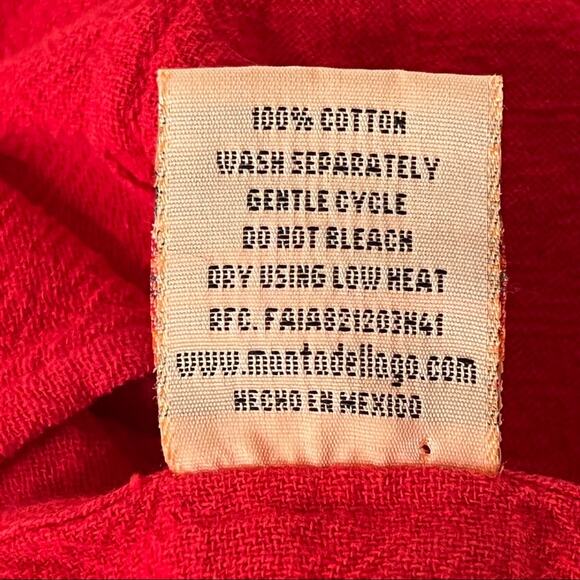 100% COTTON
WASH SEPARATELY
GENTLE CYCLE
DO NOT BLEACH
DRY USING LOW HEAT
RFC. FAIA821203H41
www.mantadellago.com
HECHO EN MEXICO